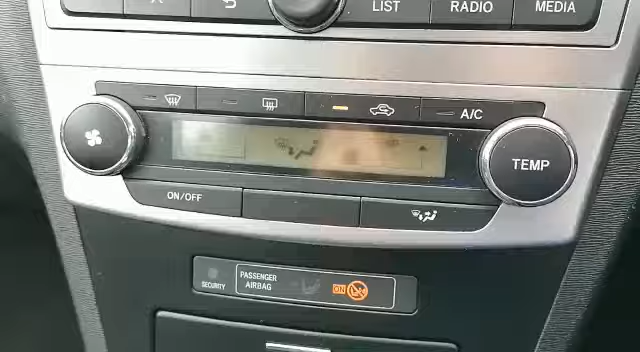 LIST RADIO MEDIA
A/C
TEMP
ON/OFF
SECURITY
PASSENGER
AIRBAG
ON